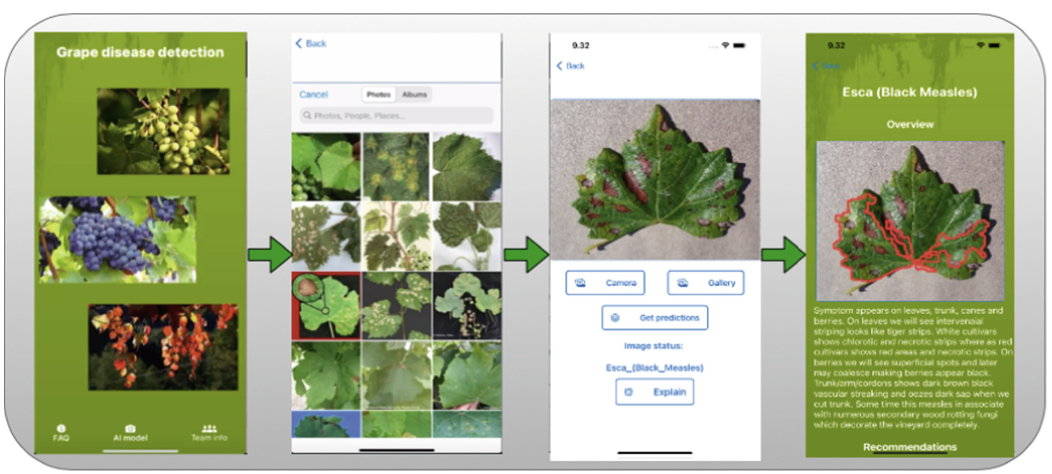 Grape disease detection
FAQ
AI model
Team info
Back
Cancel
Photos
Albums
Photos, People, Places...
9.32
Back
Camera
Gallery
Get predictions
Image status:
Esca_(Black_Measles)
Explain
9.32
Back
Esca (Black Measles)
Overview
Symptom appears on leaves, trunk, canes and
berries. On leaves we will see intervenaial
striping looks like tiger strips. White cultivars
shows chlorotic and necrotic strips where as red
cultivars shows red areas and necrotic strips. On
berries we will see superficial spots and later
may coalesce making berries appear black.
Trunk/arm/cordons shows dark brown black
vascular streaking and oozes dark sap when we
cut trunk. Some time this measles in associate
with numerous secondary wood rotting fungi
which decorate the vineyard completely.
Recommendations